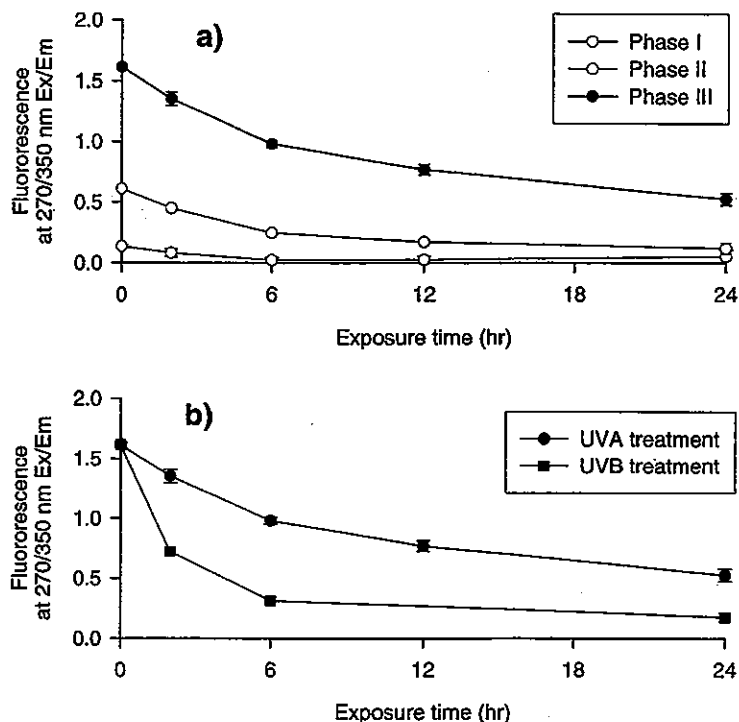 a)
Phase I
Phase II
Phase III
Fluororescence
at 270/350 nm Ex/Em
2.0
1.5
1.0
0.5
0.0
0 6 12 18 24
Exposure time (hr)
b)
UVA treatment
UVB treatment
Fluororescence
at 270/350 nm Ex/Em
2.0
1.5
1.0
0.5
0.0
0 6 12 18 24
Exposure time (hr)